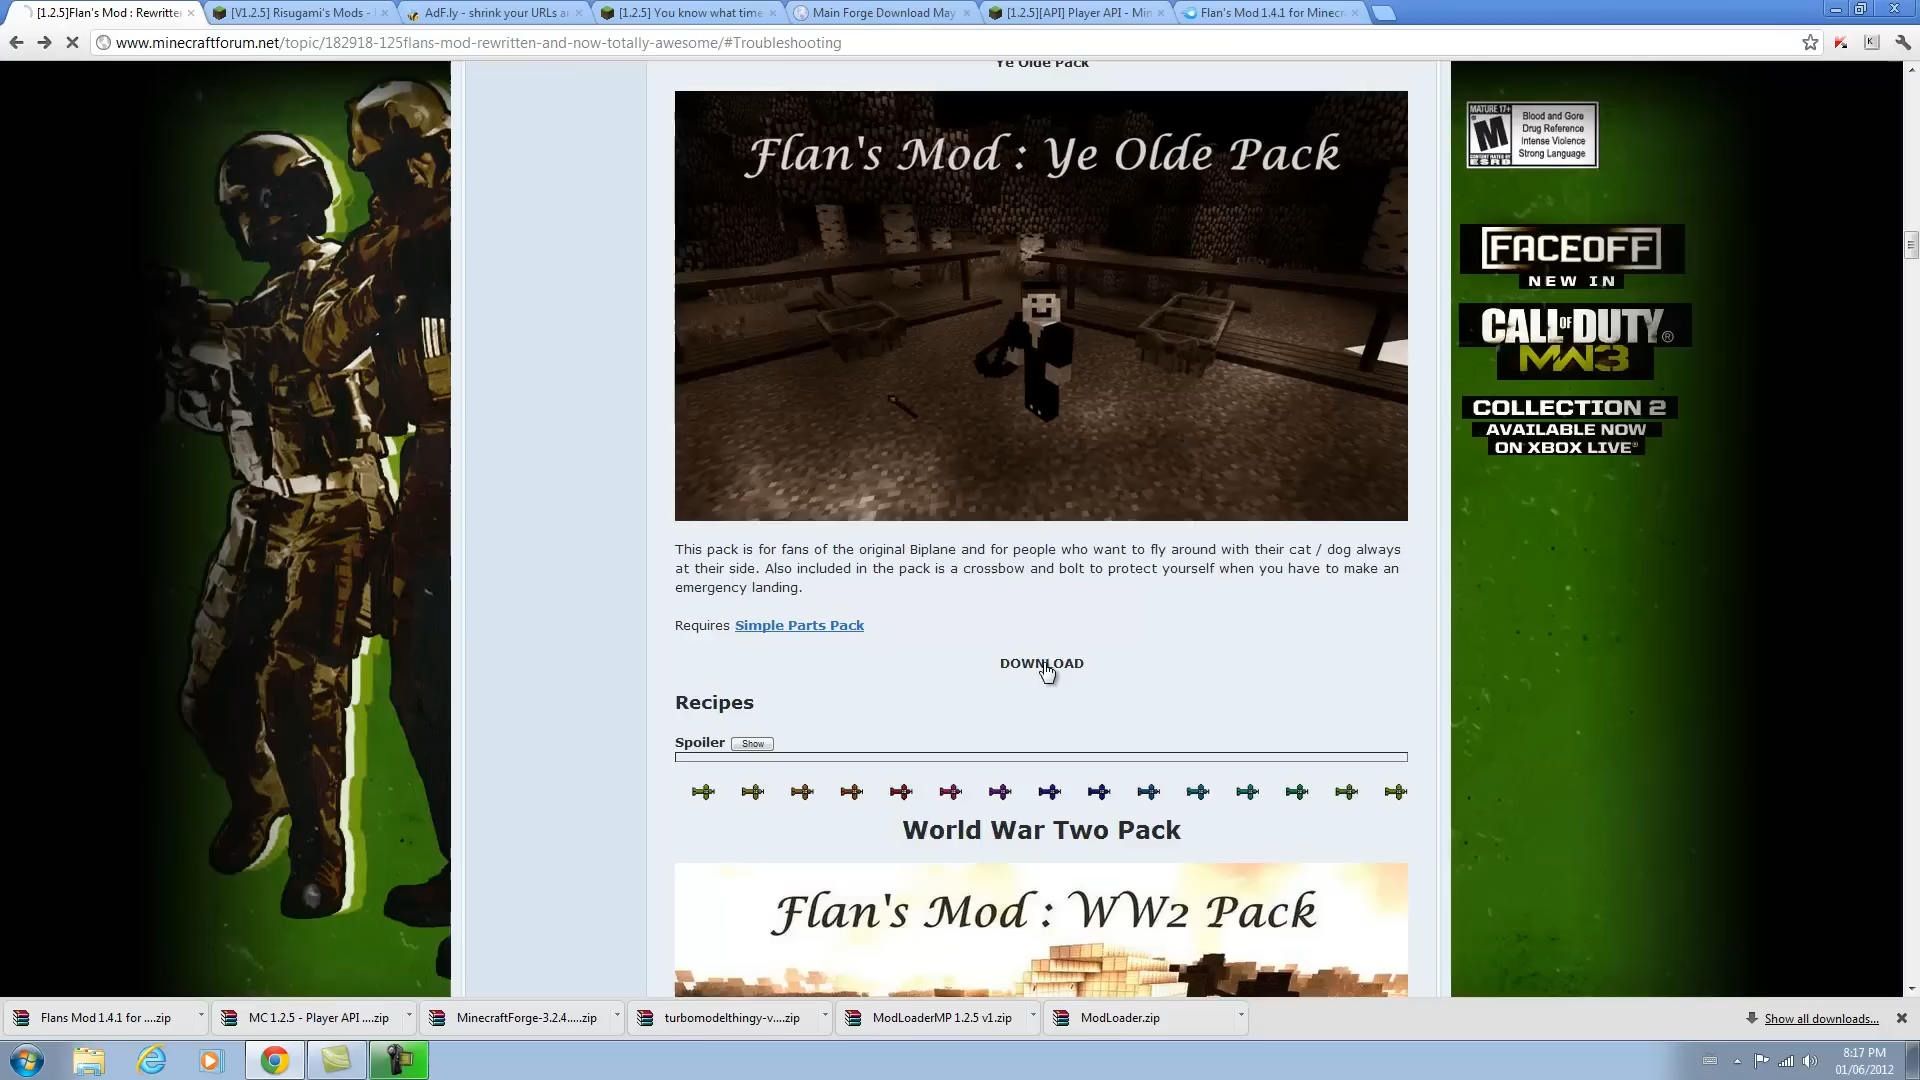 [1.2.5]Flan's Mod : Rewritten
[V1.2.5] Risugami's Mods -
AdF.ly - shrink your URLs a
[1.2.5] You know what time
Main Forge Download May
[1.2.5][API] Player API - Min
Flan's Mod 1.4.1 for Minecr
www.minecraftforum.net/topic/182918-125flans-mod-rewritten-and-now-totally-awesome/#Troubleshooting
Ye Olde Pack
Flan's Mod : Ye Olde Pack
MATURE 17+
M
CONTENT RATED BY
ESRB
Blood and Gore
Drug Reference
Intense Violence
Strong Language
FACEOFF
NEW IN
CALL OF DUTY®
MW3
COLLECTION 2
AVAILABLE NOW
ON XBOX LIVE®
This pack is for fans of the original Biplane and for people who want to fly around with their cat / dog always
at their side. Also included in the pack is a crossbow and bolt to protect yourself when you have to make an
emergency landing.
Requires Simple Parts Pack
DOWNLOAD
Recipes
Spoiler Show
World War Two Pack
Flan's Mod : WW2 Pack
Flans Mod 1.4.1 for ....zip
MC 1.2.5 - Player API ....zip
MinecraftForge-3.2.4.....zip
turbomodelthingy-v....zip
ModLoaderMP 1.2.5 v1.zip
ModLoader.zip
Show all downloads...
8:17 PM
01/06/2012